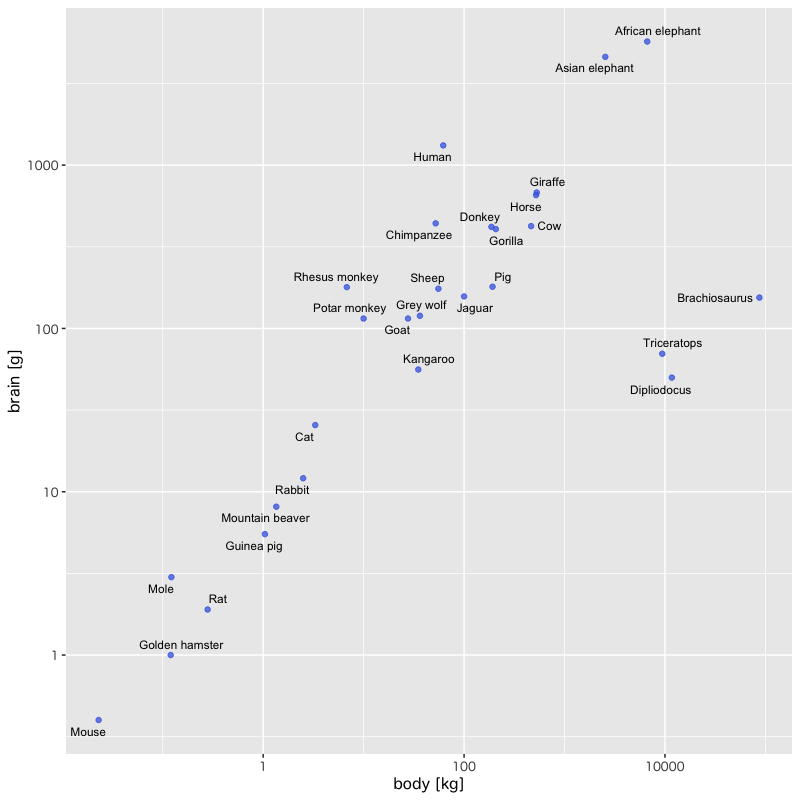 African elephant
Asian elephant
Human
1000
Giraffe
Horse
Donkey
Cow
Chimpanzee
Gorilla
Rhesus monkey
Sheep
Pig
Brachiosaurus
Potar monkey
Grey wolf
Jaguar
100
Goat
Triceratops
Kangaroo
Dipliodocus
brain [g]
Cat
10
Rabbit
Mountain beaver
Guinea pig
Mole
Rat
Golden hamster
1
Mouse
1 100 10000
body [kg]